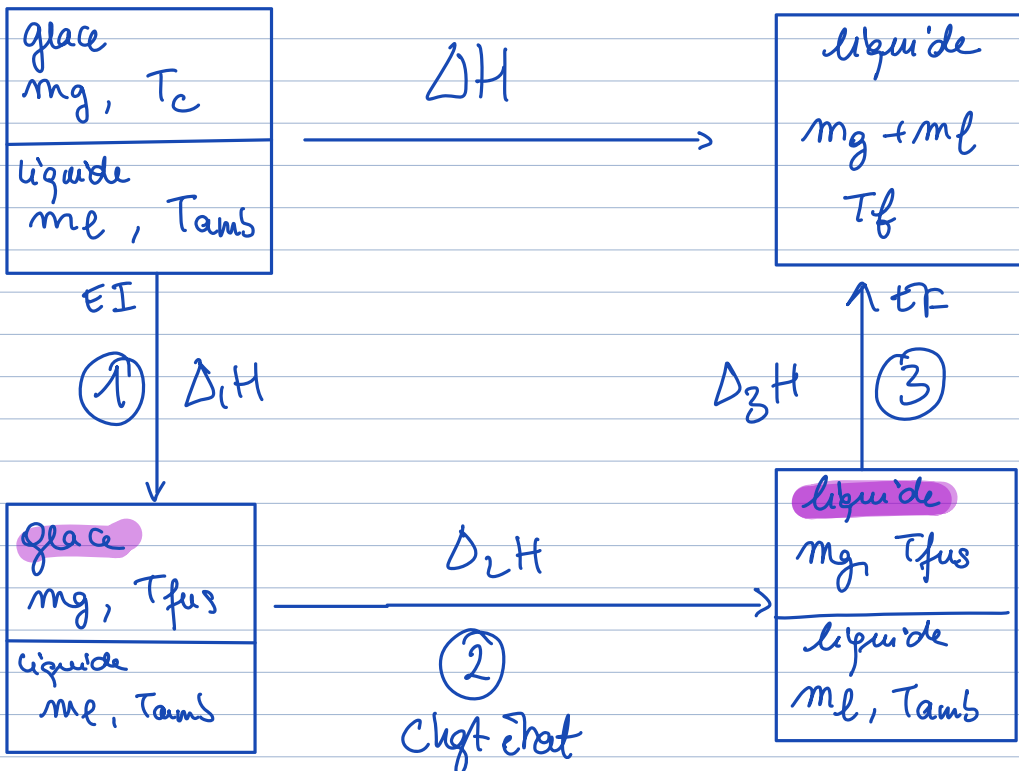 glace
mg, Tc
liquide
ml, Tamb
ΔH
liquide
mg + ml
Tf
EI
1
Δ1H
Δ3H
EF
3
glace
mg, Tfus
liquide
ml, Tamb
Δ2H
2
Chgt état
liquide
mg, Tfus
liquide
ml, Tamb